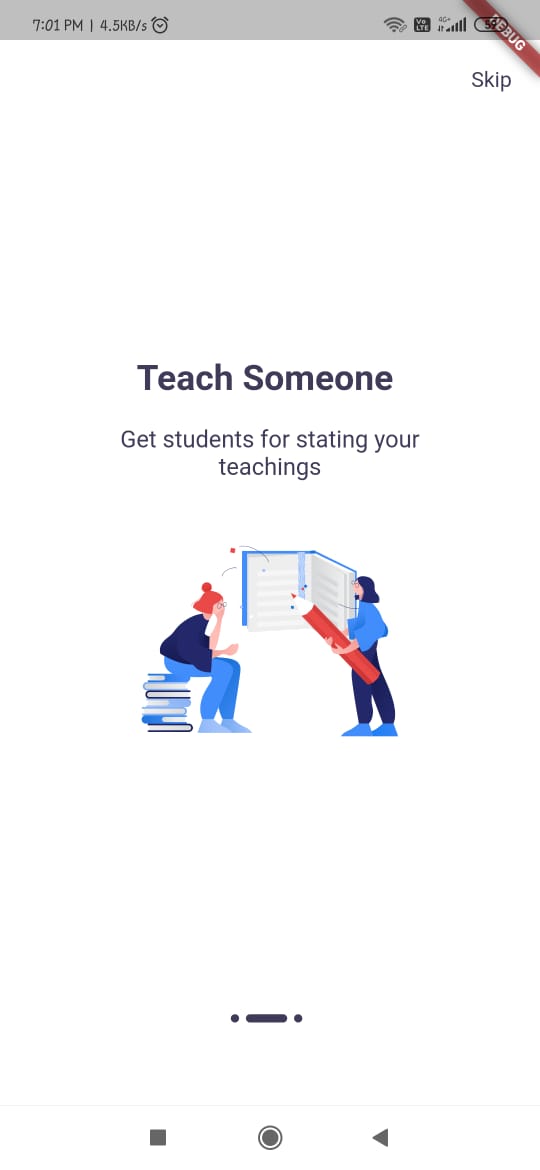 7:01 PM | 4.5KB/s
Vo LTE
4G+
DEBUG
Skip
Teach Someone
Get students for stating your
teachings